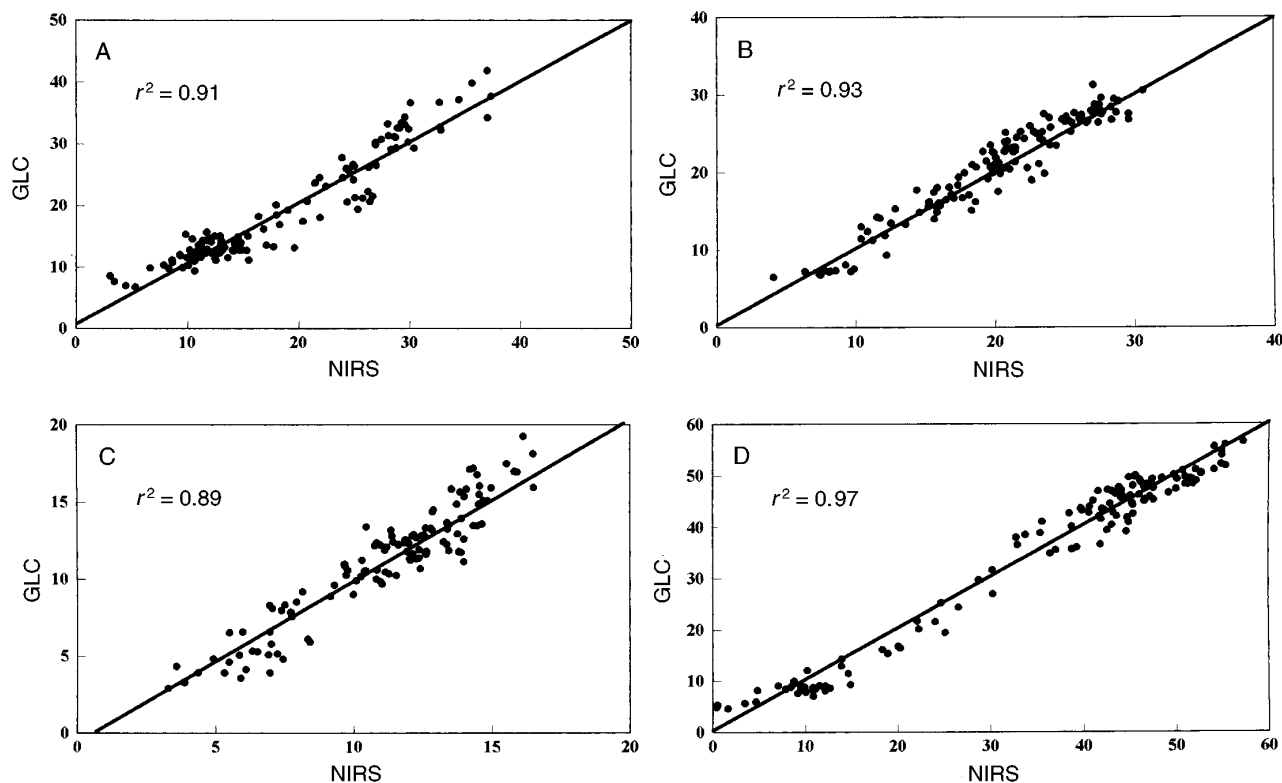 A
r² = 0.91
GLC
50
40
30
20
10
0
0 10 20 30 40 50
NIRS
B
r² = 0.93
GLC
40
30
20
10
0
0 10 20 30 40
NIRS
C
r² = 0.89
GLC
20
15
10
5
0
0 5 10 15 20
NIRS
D
r² = 0.97
GLC
60
50
40
30
20
10
0
0 10 20 30 40 50 60
NIRS